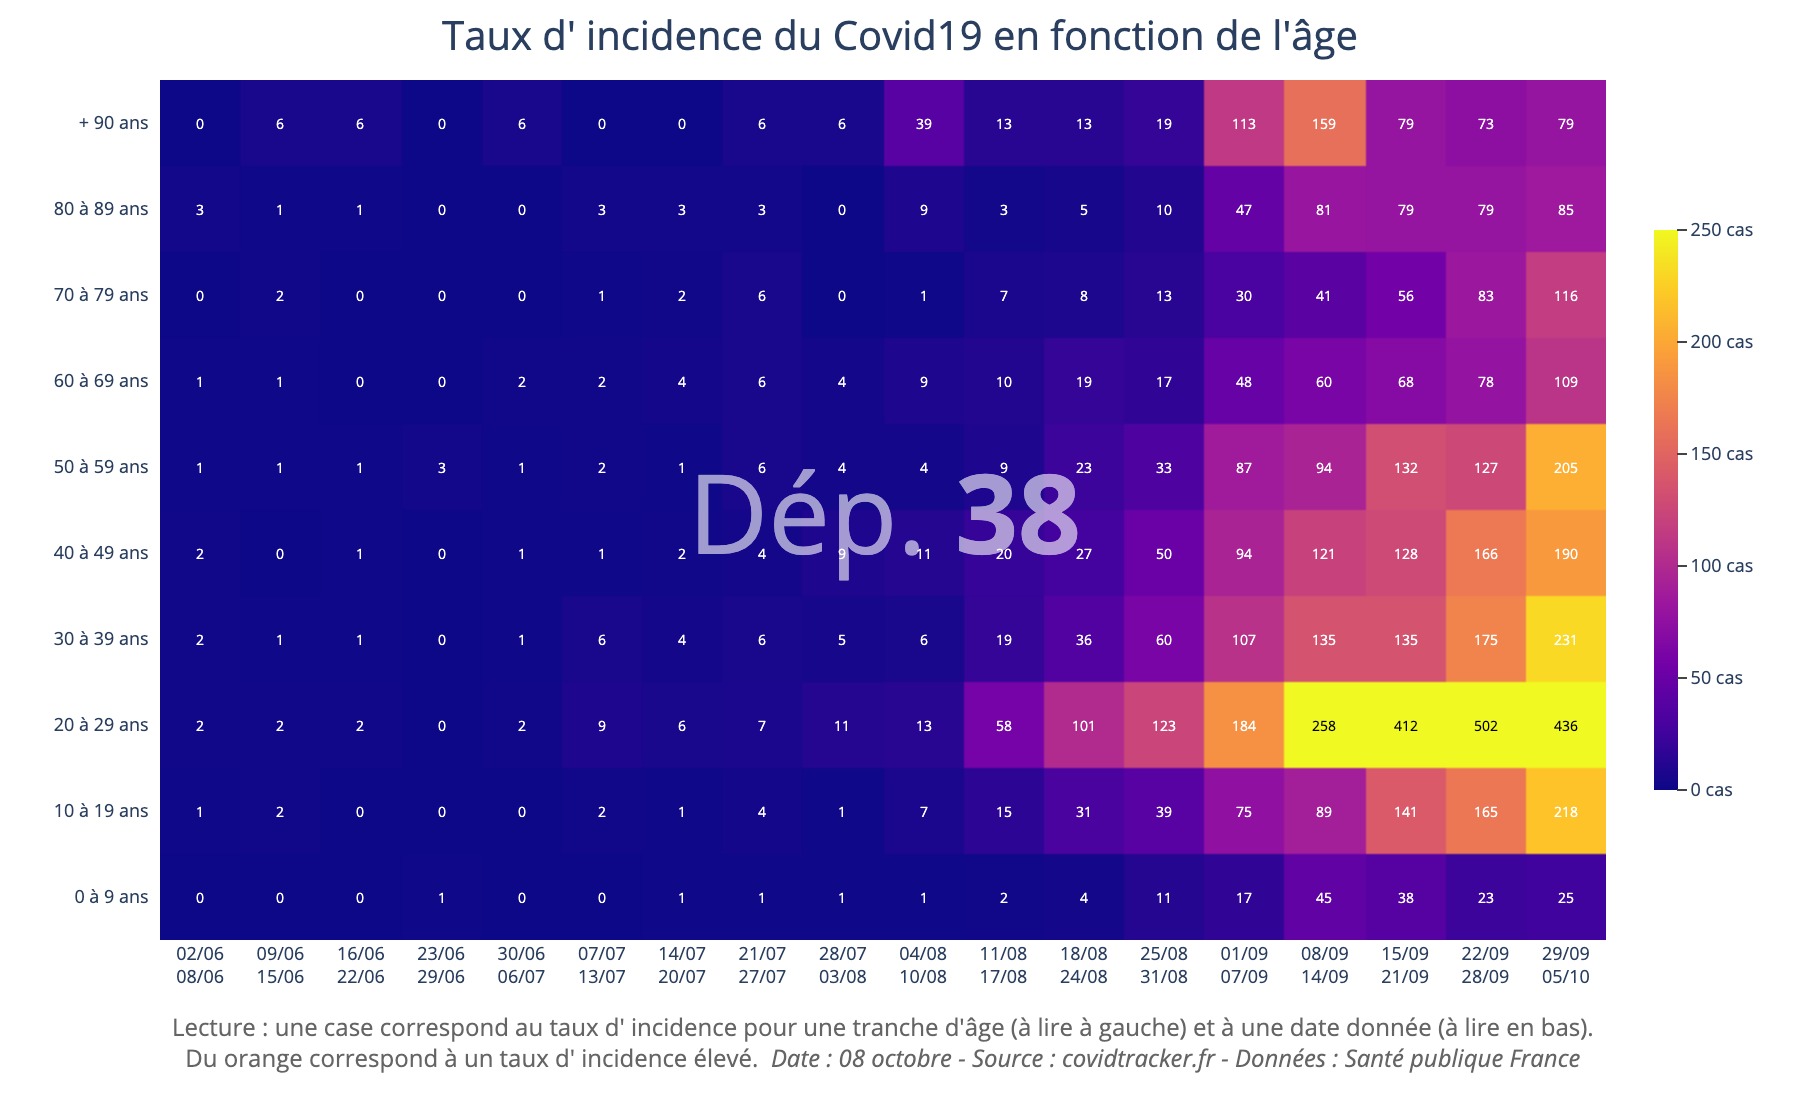 Taux d' incidence du Covid19 en fonction de l'âge
+ 90 ans 0 6 6 0 6 0 0 6 6 39 13 13 19 113 159 79 73 79
80 à 89 ans 3 1 1 0 0 3 3 3 0 9 3 5 10 47 81 79 79 85
250 cas
70 à 79 ans 0 2 0 0 0 1 2 6 0 1 7 8 13 30 41 56 83 116
200 cas
60 à 69 ans 1 1 0 0 2 2 4 6 4 9 10 19 17 48 60 68 78 109
150 cas
50 à 59 ans 1 1 1 3 1 2 1 6 4 4 9 23 33 87 94 132 127 205
Dép. 38
40 à 49 ans 2 0 1 0 1 1 2 4 9 11 20 27 50 94 121 128 166 190
100 cas
30 à 39 ans 2 1 1 0 1 6 4 6 5 6 19 36 60 107 135 135 175 231
50 cas
20 à 29 ans 2 2 2 0 2 9 6 7 11 13 58 101 123 184 258 412 502 436
0 cas
10 à 19 ans 1 2 0 0 0 2 1 4 1 7 15 31 39 75 89 141 165 218
0 à 9 ans 0 0 0 1 0 0 1 1 1 1 2 4 11 17 45 38 23 25
02/06 09/06 16/06 23/06 30/06 07/07 14/07 21/07 28/07 04/08 11/08 18/08 25/08 01/09 08/09 15/09 22/09 29/09
08/06 15/06 22/06 29/06 06/07 13/07 20/07 27/07 03/08 10/08 17/08 24/08 31/08 07/09 14/09 21/09 28/09 05/10
Lecture : une case correspond au taux d' incidence pour une tranche d'âge (à lire à gauche) et à une date donnée (à lire en bas).
Du orange correspond à un taux d' incidence élevé. Date : 08 octobre - Source : covidtracker.fr - Données : Santé publique France